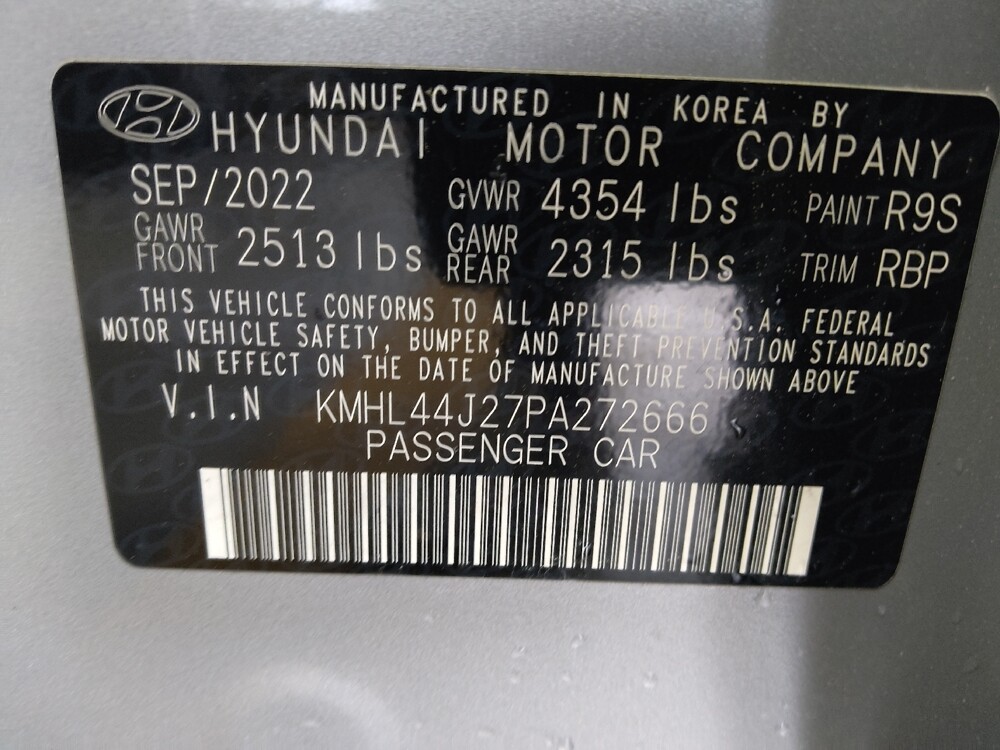 MANUFACTURED IN KOREA BY
HYUNDAI MOTOR COMPANY
SEP/2022 GVWR 4354 lbs PAINT R9S
GAWR FRONT 2513 lbs GAWR REAR 2315 lbs TRIM RBP
THIS VEHICLE CONFORMS TO ALL APPLICABLE U.S.A. FEDERAL
MOTOR VEHICLE SAFETY, BUMPER, AND THEFT PREVENTION STANDARDS
IN EFFECT ON THE DATE OF MANUFACTURE SHOWN ABOVE
V.I.N KMHL44J27PA272666
PASSENGER CAR